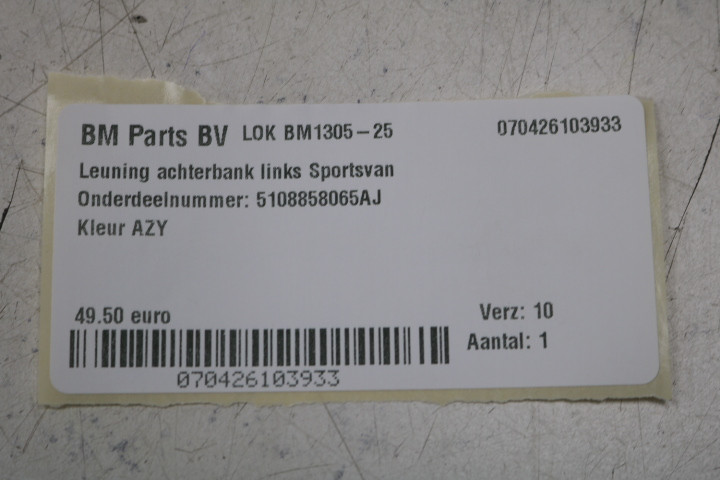 BM Parts BV LOK BM1305-25 070426103933
Leuning achterbank links Sportsvan
Onderdeelnummer: 5108858065AJ
Kleur AZY
49.50 euro Verz: 10
Aantal: 1
070426103933